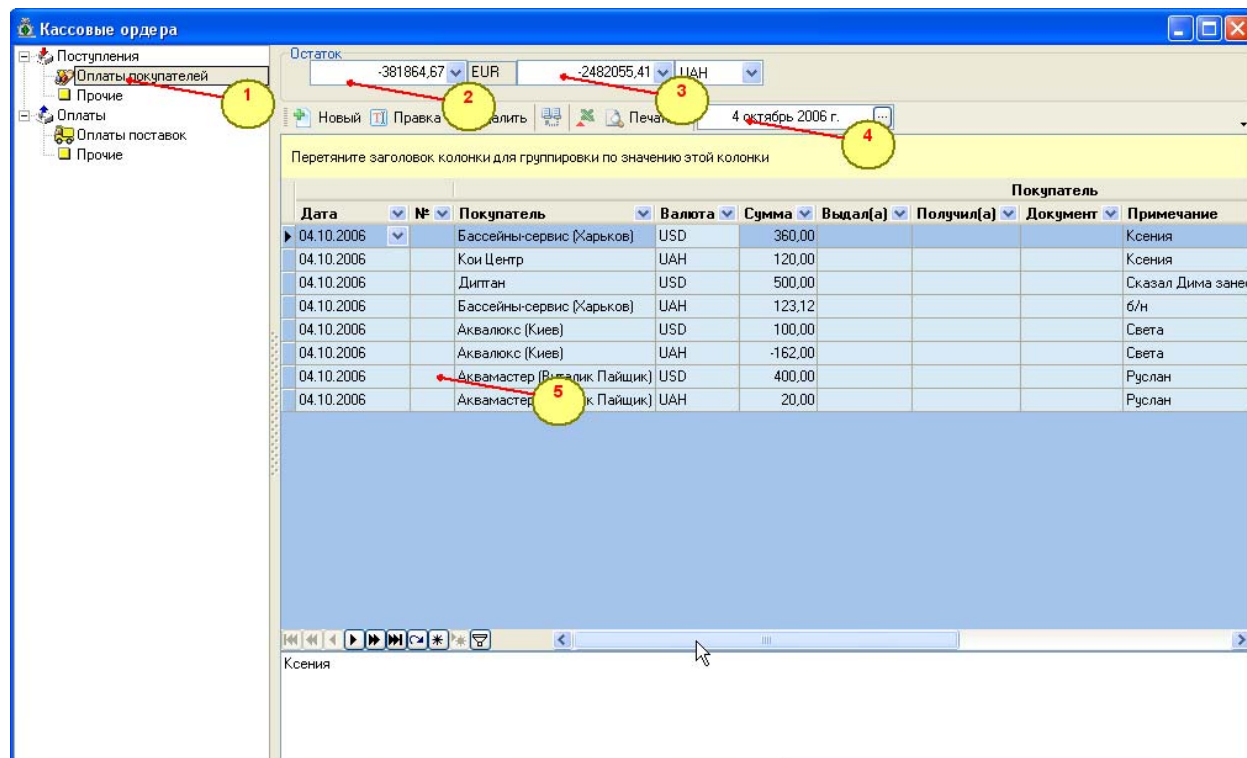 Кассовые ордера
Поступления
Оплаты покупателей
Прочие
Оплаты
Оплаты поставок
Прочие
1
Остаток
-381864,67 EUR -2482055,41 UAH
2
3
Новый Правка
4 октябрь 2006 г. ...
4
Перетяните заголовок колонки для группировки по значению этой колонки
Покупатель
Дата № Покупатель Валюта Сумма Выдал(а) Получил(а) Документ Примечание
04.10.2006 Бассейны-сервис (Харьков) USD 360,00 Ксения
04.10.2006 Кои Центр UAH 120,00 Ксения
04.10.2006 Диптан USD 500,00 Сказал Дима
04.10.2006 Бассейны-сервис (Харьков) UAH 123,12 б/н
04.10.2006 Аквалюкс (Киев) USD 100,00 Света
04.10.2006 Аквалюкс (Киев) UAH -162,00 Света
04.10.2006 Аквамастер (Виталик Пайщик) USD 400,00 Руслан
04.10.2006 Аквамастер Пайщик) UAH 20,00 Руслан
5
Ксения